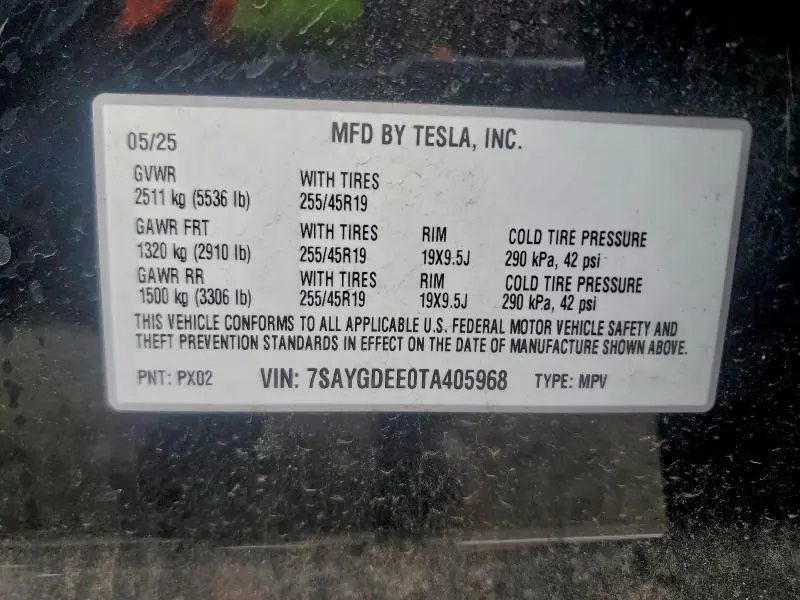 05/25 MFD BY TESLA, INC.
GVWR WITH TIRES
2511 kg (5536 lb) 255/45R19
GAWR FRT WITH TIRES RIM COLD TIRE PRESSURE
1320 kg (2910 lb) 255/45R19 19X9.5J 290 kPa, 42 psi
GAWR RR WITH TIRES RIM COLD TIRE PRESSURE
1500 kg (3306 lb) 255/45R19 19X9.5J 290 kPa, 42 psi
THIS VEHICLE CONFORMS TO ALL APPLICABLE U.S. FEDERAL MOTOR VEHICLE SAFETY AND
THEFT PREVENTION STANDARDS IN EFFECT ON THE DATE OF MANUFACTURE SHOWN ABOVE.
PNT: PX02 VIN: 7SAYGDEE0TA405968 TYPE: MPV